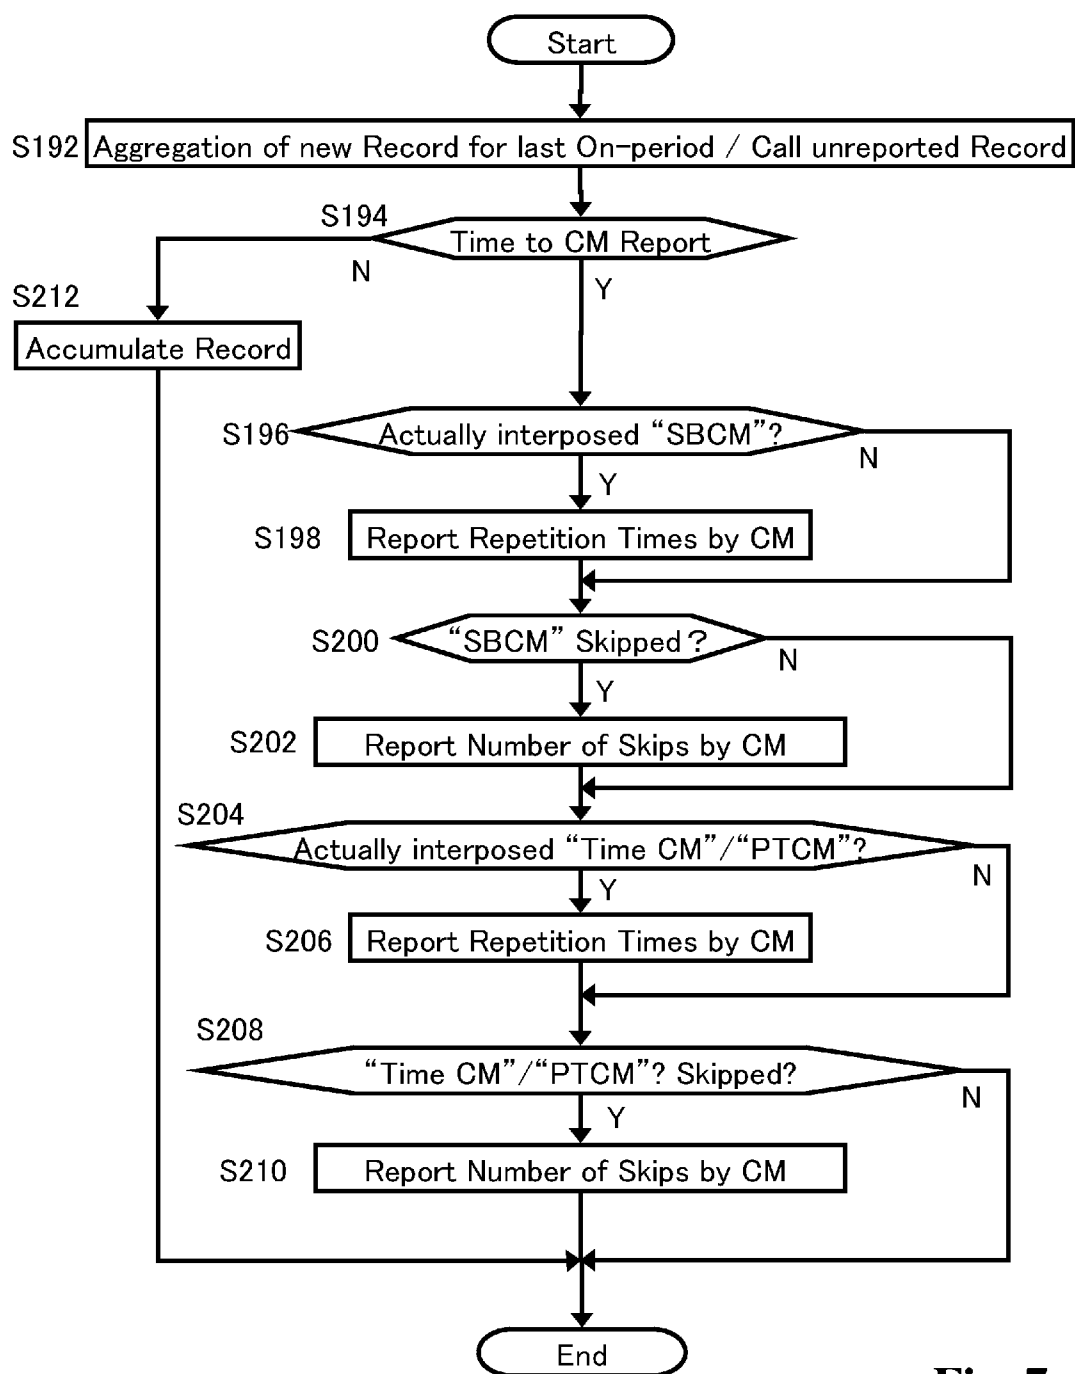 Start
S192 Aggregation of new Record for last On-period / Call unreported Record
S194
Time to CM Report
N
Y
S212
Accumulate Record
S196 Actually interposed “SBCM”?
N
Y
S198 Report Repetition Times by CM
S200 “SBCM” Skipped?
N
Y
S202 Report Number of Skips by CM
S204
Actually interposed “Time CM”/“PTCM”?
N
Y
S206 Report Repetition Times by CM
S208
“Time CM”/“PTCM”? Skipped?
N
Y
S210 Report Number of Skips by CM
End